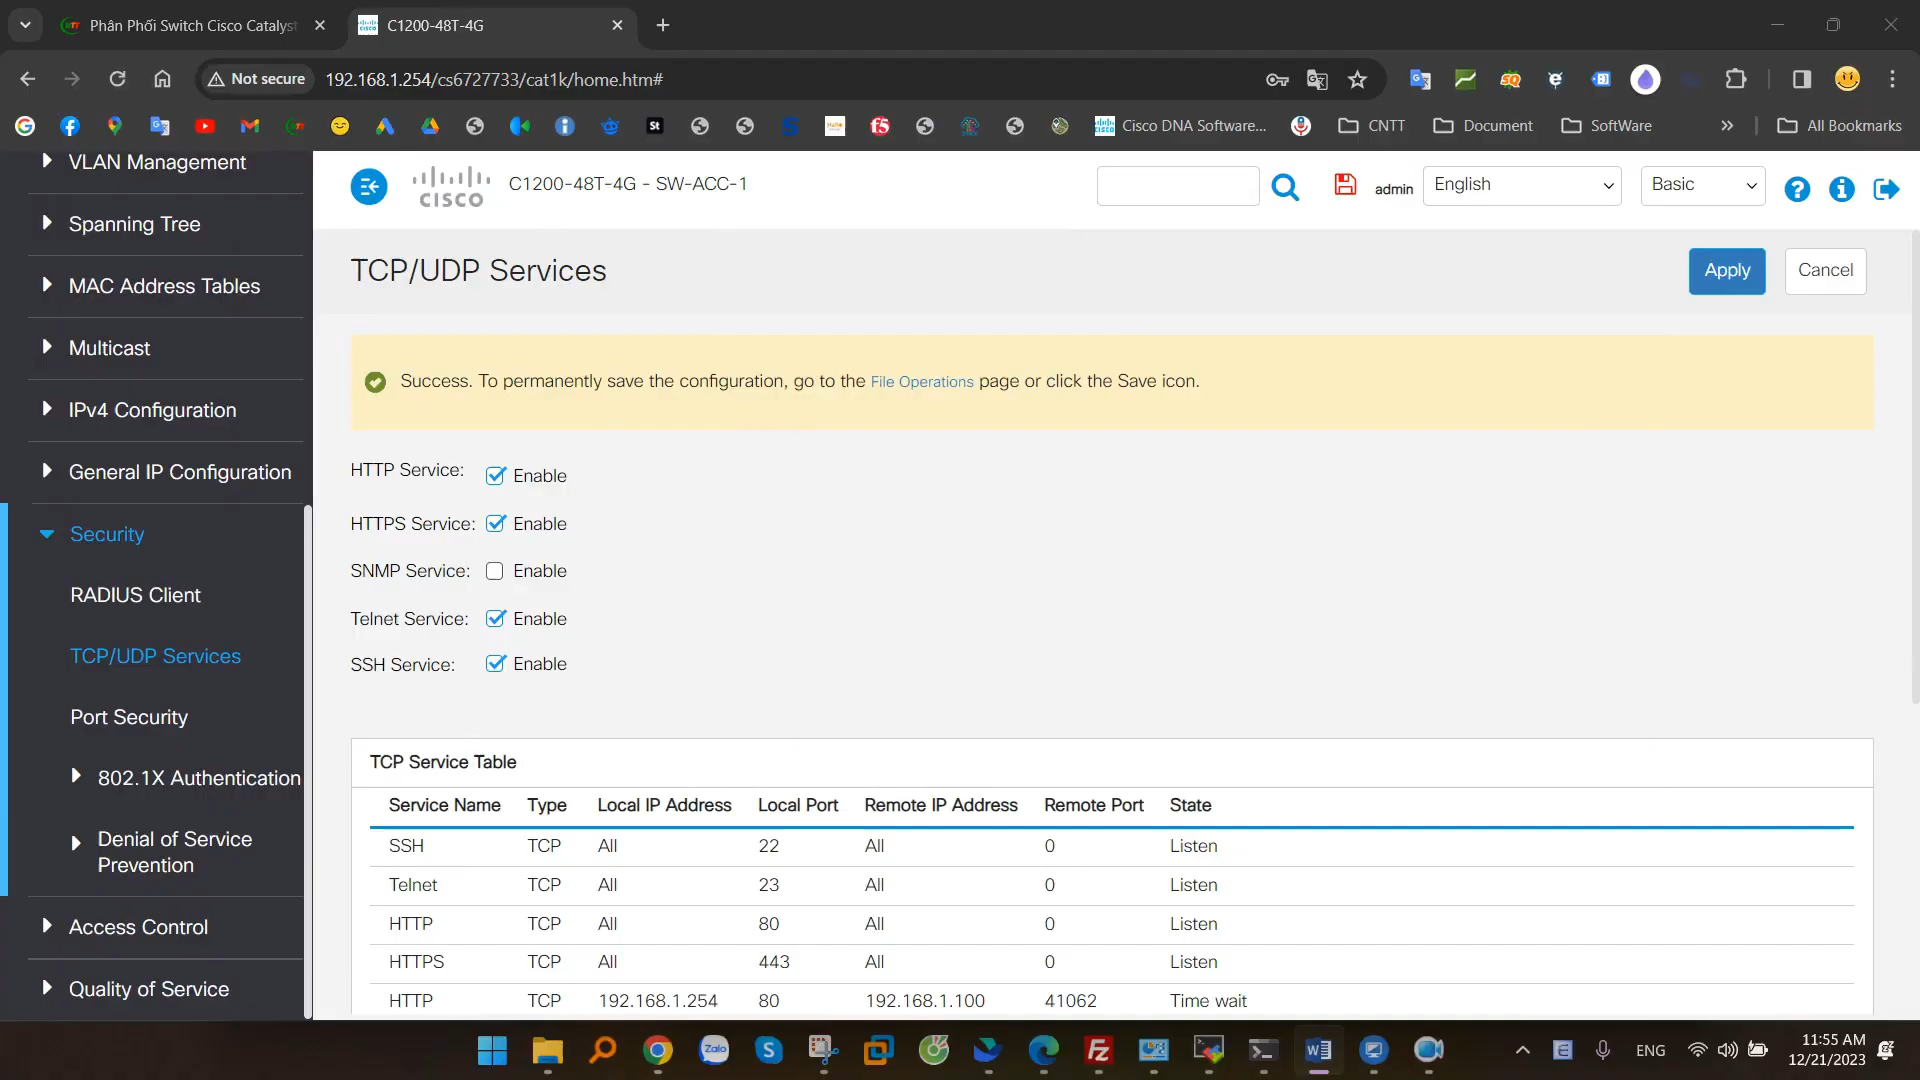 Phân Phối Switch Cisco Catalys
C1200-48T-4G
Not secure
192.168.1.254/cs6727733/cat1k/home.htm#
St
Cisco DNA Software...
CNTT
Document
SoftWare
All Bookmarks
VLAN Management
Spanning Tree
MAC Address Tables
Multicast
IPv4 Configuration
General IP Configuration
Security
RADIUS Client
TCP/UDP Services
Port Security
802.1X Authentication
Denial of Service
Prevention
Access Control
Quality of Service
CISCO
C1200-48T-4G - SW-ACC-1
admin
English
Basic
TCP/UDP Services
Apply
Cancel
Success. To permanently save the configuration, go to the File Operations page or click the Save icon.
HTTP Service: Enable
HTTPS Service: Enable
SNMP Service: Enable
Telnet Service: Enable
SSH Service: Enable
TCP Service Table
Service Name Type Local IP Address Local Port Remote IP Address Remote Port State
SSH TCP All 22 All 0 Listen
Telnet TCP All 23 All 0 Listen
HTTP TCP All 80 All 0 Listen
HTTPS TCP All 443 All 0 Listen
HTTP TCP 192.168.1.254 80 192.168.1.100 41062 Time wait
Zalo
ENG
11:55 AM
12/21/2023